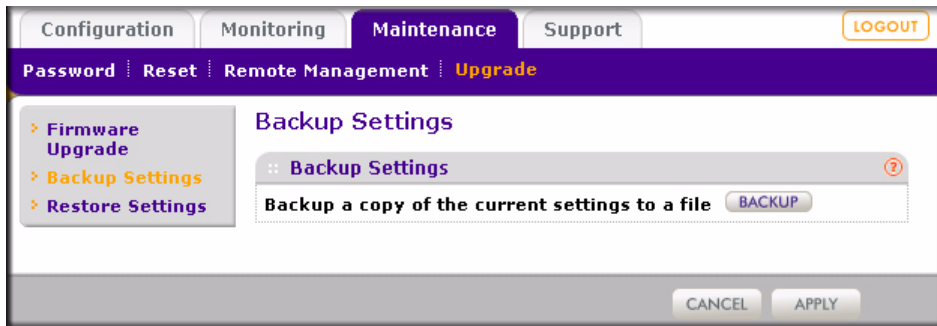 Configuration Monitoring Maintenance Support LOGOUT
Password Reset Remote Management Upgrade
Firmware
Upgrade
Backup Settings
Restore Settings
Backup Settings
Backup Settings ?
Backup a copy of the current settings to a file BACKUP
CANCEL APPLY